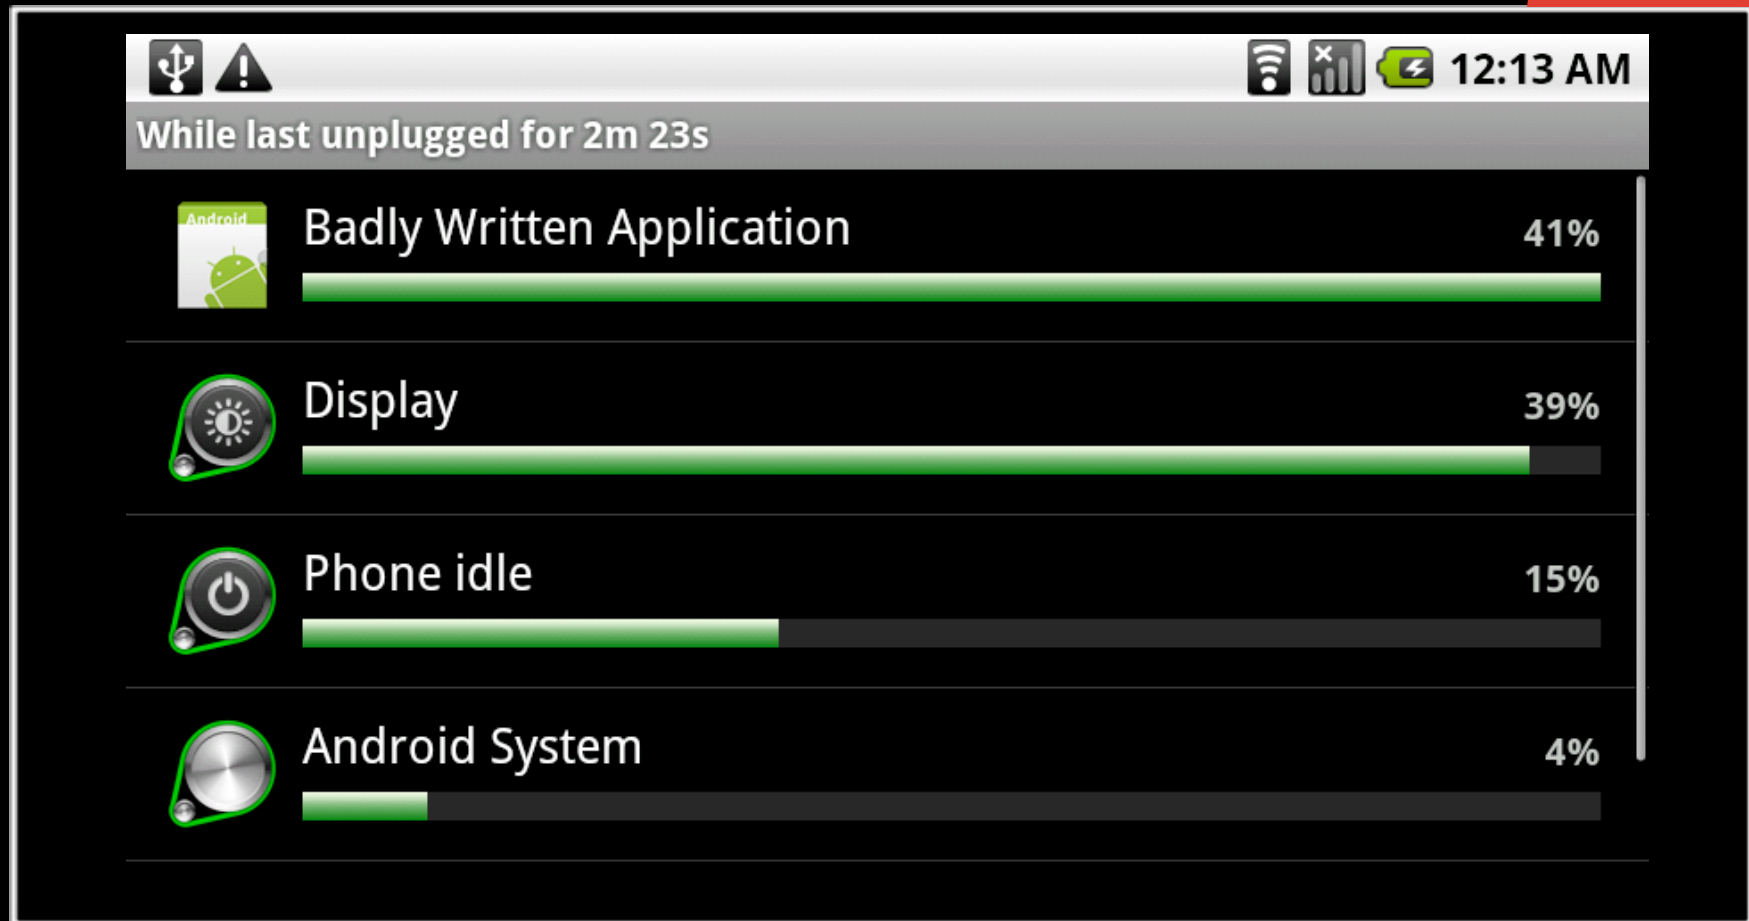 12:13 AM
While last unplugged for 2m 23s
Android
Badly Written Application
41%
Display
39%
Phone idle
15%
Android System
4%